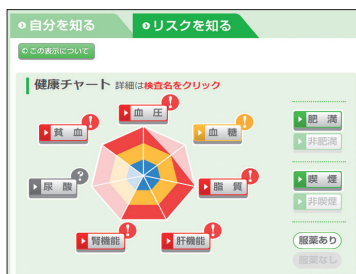 自分を知る
リスクを知る
この表示について
健康チャート 詳細は検査名をクリック
血圧
貧血
血糖
尿酸
脂質
腎機能
肝機能
肥満
非肥満
喫煙
非喫煙
服薬あり
服薬なし